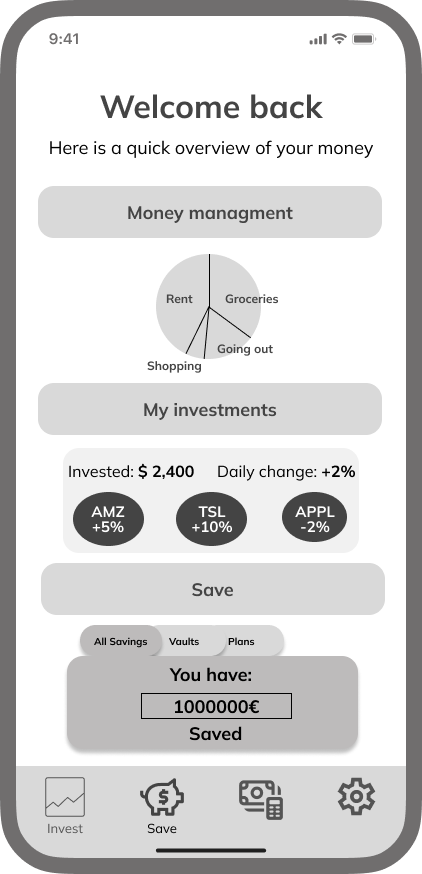 9:41
Welcome back
Here is a quick overview of your money
Money managment
Rent
Groceries
Going out
Shopping
My investments
Invested: $ 2,400 Daily change: +2%
AMZ
+5%
TSL
+10%
APPL
-2%
Save
All Savings Vaults Plans
You have:
1000000€
Saved
Invest Save